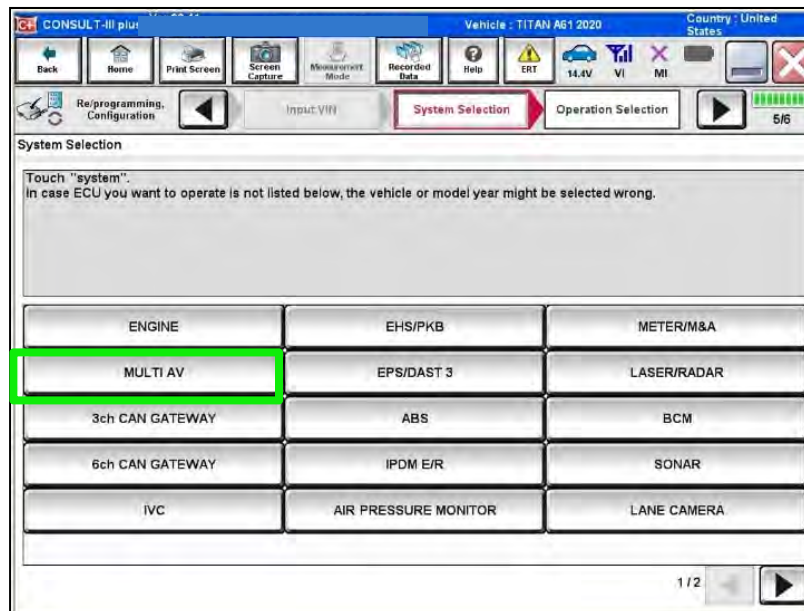 C+ CONSULT-III plus
Vehicle : TITAN A61 2020
Country : United States
Back
Home
Print Screen
Screen Capture
Measurement Mode
Recorded Data
Help
ERT
14.4V
VI
MI
Re/programming, Configuration
Input VIN
System Selection
Operation Selection
5/6
System Selection
Touch "system".
In case ECU you want to operate is not listed below, the vehicle or model year might be selected wrong.
ENGINE
EHS/PKB
METER/M&A
MULTI AV
EPS/DAST 3
LASER/RADAR
3ch CAN GATEWAY
ABS
BCM
6ch CAN GATEWAY
IPDM E/R
SONAR
IVC
AIR PRESSURE MONITOR
LANE CAMERA
1/2